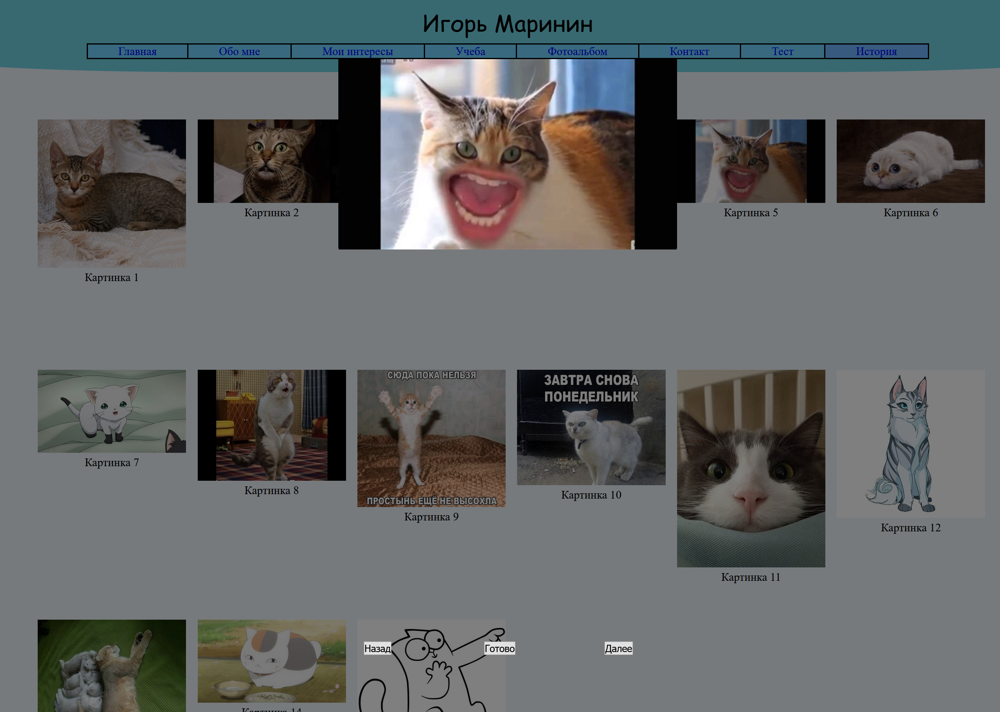 Игорь Маринин
Главная
Обо мне
Мои интересы
Учеба
Фотоальбом
Контакт
Тест
История
Картинка 2
Картинка 5
Картинка 6
Картинка 1
СЮДА ПОКА НЕЛЬЗЯ
ПРОСТЫНЬ ЕЩЁ НЕ ВЫСОХЛА
ЗАВТРА СНОВА
ПОНЕДЕЛЬНИК
Картинка 7
Картинка 8
Картинка 9
Картинка 10
Картинка 11
Картинка 12
Назад
Готово
Далее
Картинка 14